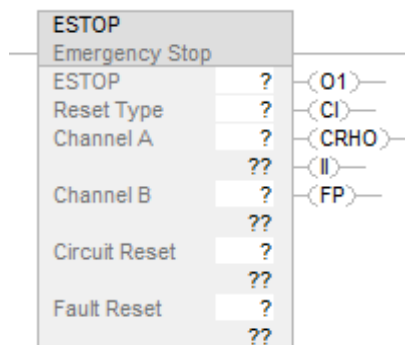 ESTOP
Emergency Stop
ESTOP ? (O1)
Reset Type ? (CI)
Channel A ? (CRHO)
?? (II)
Channel B ? (FP)
??
Circuit Reset ?
??
Fault Reset ?
??